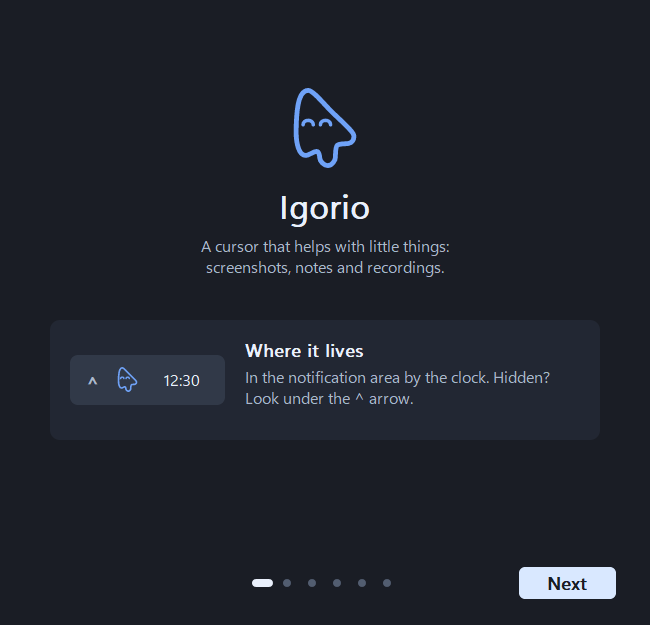 Igorio
A cursor that helps with little things:
screenshots, notes and recordings.
^ 12:30
Where it lives
In the notification area by the clock. Hidden?
Look under the ^ arrow.
Next